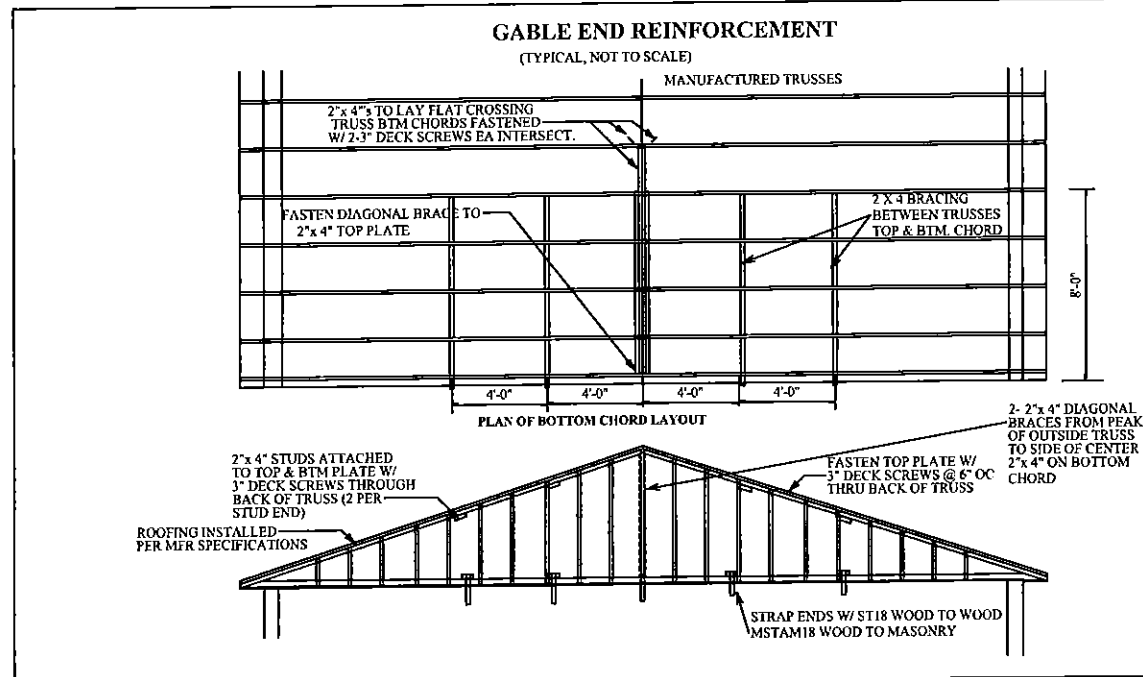 GABLE END REINFORCEMENT
(TYPICAL, NOT TO SCALE)
MANUFACTURED TRUSSES
2"x 4"'s TO LAY FLAT CROSSING
TRUSS BTM CHORDS FASTENED
W/ 2-3" DECK SCREWS EA INTERSECT.
FASTEN DIAGONAL BRACE TO
2"x 4" TOP PLATE
2 X 4 BRACING
BETWEEN TRUSSES
TOP & BTM. CHORD
8'-0"
4'-0"
4'-0"
4'-0"
4'-0"
PLAN OF BOTTOM CHORD LAYOUT
2- 2"x 4" DIAGONAL
BRACES FROM PEAK
OF OUTSIDE TRUSS
TO SIDE OF CENTER
2"x 4" ON BOTTOM
CHORD
2"x 4" STUDS ATTACHED
TO TOP & BTM PLATE W/
3" DECK SCREWS THROUGH
BACK OF TRUSS (2 PER
STUD END)
FASTEN TOP PLATE W/
3" DECK SCREWS @ 6" OC
THRU BACK OF TRUSS
ROOFING INSTALLED
PER MFR SPECIFICATIONS
STRAP ENDS W/ ST18 WOOD TO WOOD
MSTAM18 WOOD TO MASONRY